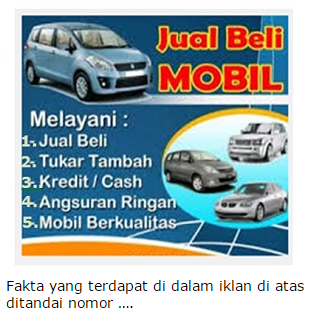 Jual Beli
MOBIL
Melayani :
1. Jual Beli
2. Tukar Tambah
3. Kredit / Cash
4. Angsuran Ringan
5. Mobil Berkualitas
Fakta yang terdapat di dalam iklan di atas
ditandai nomor ....